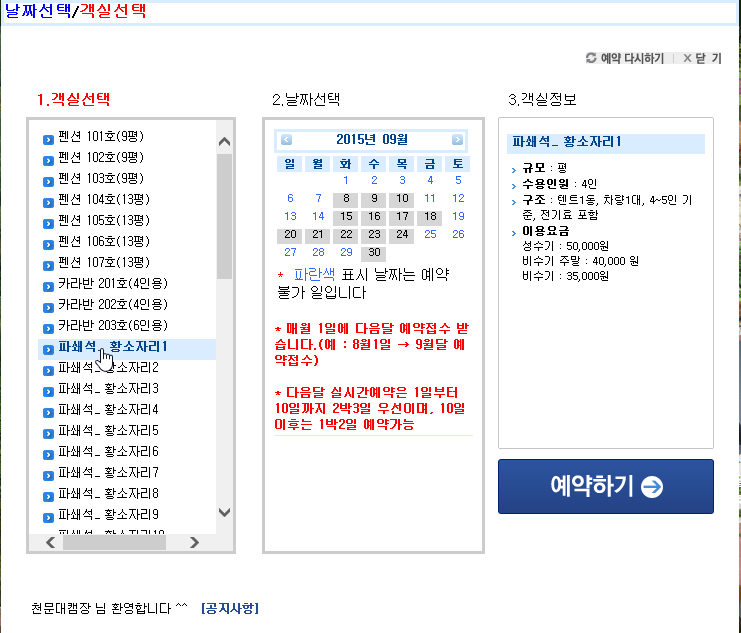 날짜선택/객실선택
예약 다시하기 | X 닫 기
1.객실선택
펜션 101호(9평)
펜션 102호(9평)
펜션 103호(9평)
펜션 104호(13평)
펜션 105호(13평)
펜션 106호(13평)
펜션 107호(13평)
카라반 201호(4인용)
카라반 202호(4인용)
카라반 203호(6인용)
파쇄석_ 황소자리1
파쇄석_ 황소자리2
파쇄석_ 황소자리3
파쇄석_ 황소자리4
파쇄석_ 황소자리5
파쇄석_ 황소자리6
파쇄석_ 황소자리7
파쇄석_ 황소자리8
파쇄석_ 황소자리9
2.날짜선택
2015년 09월
일 월 화 수 목 금 토
1 2 3 4 5
6 7 8 9 10 11 12
13 14 15 16 17 18 19
20 21 22 23 24 25 26
27 28 29 30
* 파란색 표시 날짜는 예약
불가 일입니다
* 매월 1일에 다음달 예약접수 받
습니다.(예 : 8월1일 → 9월달 예
약접수)
* 다음달 실시간예약은 1일부터
10일까지 2박3일 우선이며, 10일
이후는 1박2일 예약가능
3.객실정보
파쇄석_ 황소자리1
규모 : 평
수용인원 : 4인
구조 : 텐트1동, 차량1대, 4~5인 기
준, 전기료 포함
이용요금
성수기 : 50,000원
비수기 주말 : 40,000 원
비수기 : 35,000원
예약하기
천문대캠장 님 환영합니다 ^^ [공지사항]